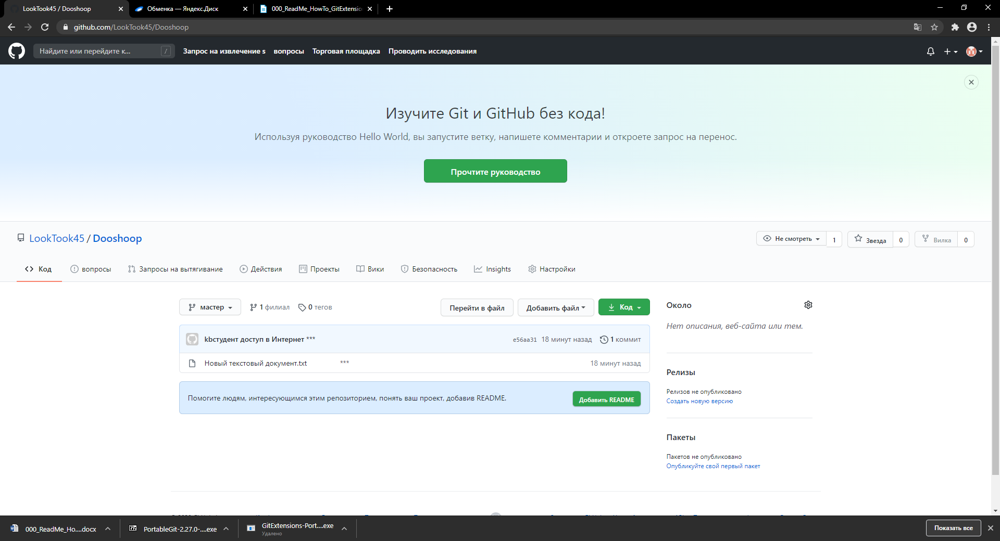 LookTook45 / Dooshoop
Обменка — Яндекс.Диск
000_ReadMe_HowTo_GitExtensio
github.com/LookTook45/Dooshoop
Найдите или перейдите к...
/
Запрос на извлечение s
вопросы
Торговая площадка
Проводить исследования
Изучите Git и GitHub без кода!
Используя руководство Hello World, вы запустите ветку, напишете комментарии и откроете запрос на перенос.
Прочтите руководство
LookTook45 / Dooshoop
Не смотреть
1
Звезда
0
Вилка
0
Код
вопросы
Запросы на вытягивание
Действия
Проекты
Вики
Безопасность
Insights
Настройки
мастер
1 филиал
0 тегов
Перейти в файл
Добавить файл
Код
Около
Нет описания, веб-сайта или тем.
kbстудент доступ в Интернет ***
e56aa31
18 минут назад
1 коммит
Новый текстовый документ.txt
***
18 минут назад
Релизы
Релизов не опубликовано
Создать новую версию
Помогите людям, интересующимся этим репозиторием, понять ваш проект, добавив README.
Добавить README
Пакеты
Пакетов не опубликовано
Опубликуйте свой первый пакет
000_ReadMe_Ho....docx
PortableGit-2.27.0-....exe
GitExtensions-Port....exe
Удалено
Показать все